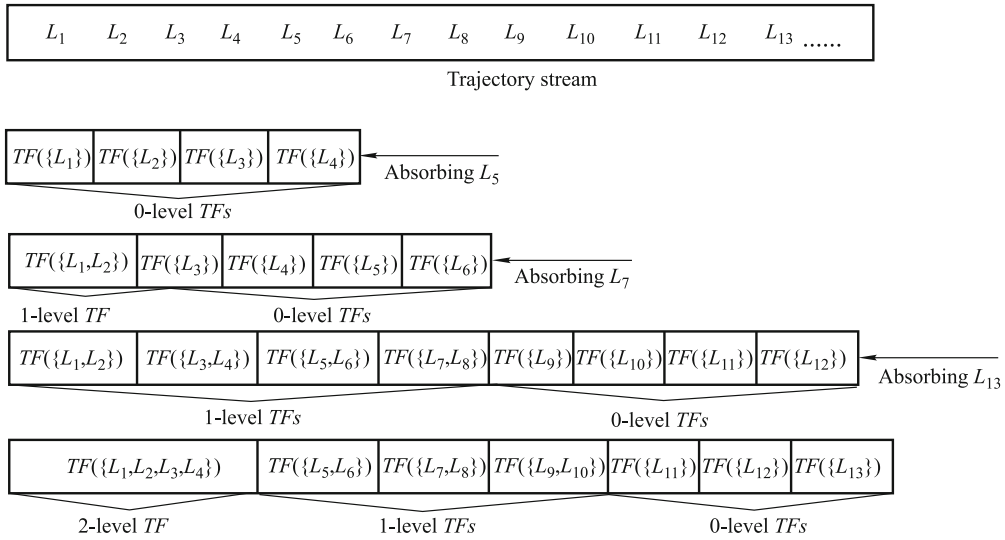 L1 L2 L3 L4 L5 L6 L7 L8 L9 L10 L11 L12 L13 ......
Trajectory stream
TF({L1}) TF({L2}) TF({L3}) TF({L4})
Absorbing L5
0-level TFs
TF({L1,L2}) TF({L3}) TF({L4}) TF({L5}) TF({L6})
Absorbing L7
1-level TF 0-level TFs
TF({L1,L2}) TF({L3,L4}) TF({L5,L6}) TF({L7,L8}) TF({L9}) TF({L10}) TF({L11}) TF({L12})
Absorbing L13
1-level TFs 0-level TFs
TF({L1,L2,L3,L4}) TF({L5,L6}) TF({L7,L8}) TF({L9,L10}) TF({L11}) TF({L12}) TF({L13})
2-level TF 1-level TFs 0-level TFs